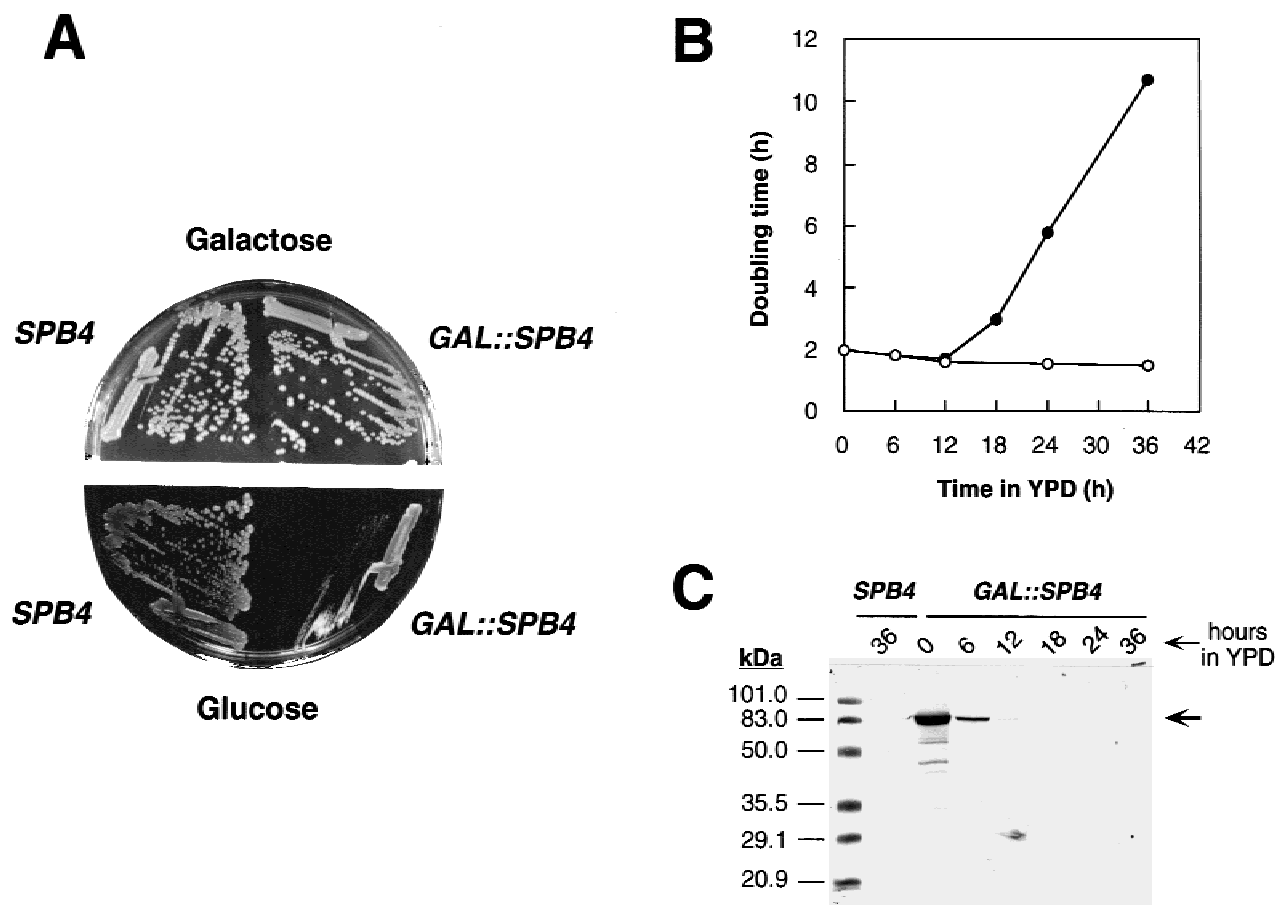 A
Galactose
SPB4
GAL::SPB4
SPB4
GAL::SPB4
Glucose
B
12
10
8
6
4
2
0
Doubling time (h)
0 6 12 18 24 30 36 42
Time in YPD (h)
C
SPB4 GAL::SPB4
36 0 6 12 18 24 36
hours
in YPD
kDa
101.0
83.0
50.0
35.5
29.1
20.9